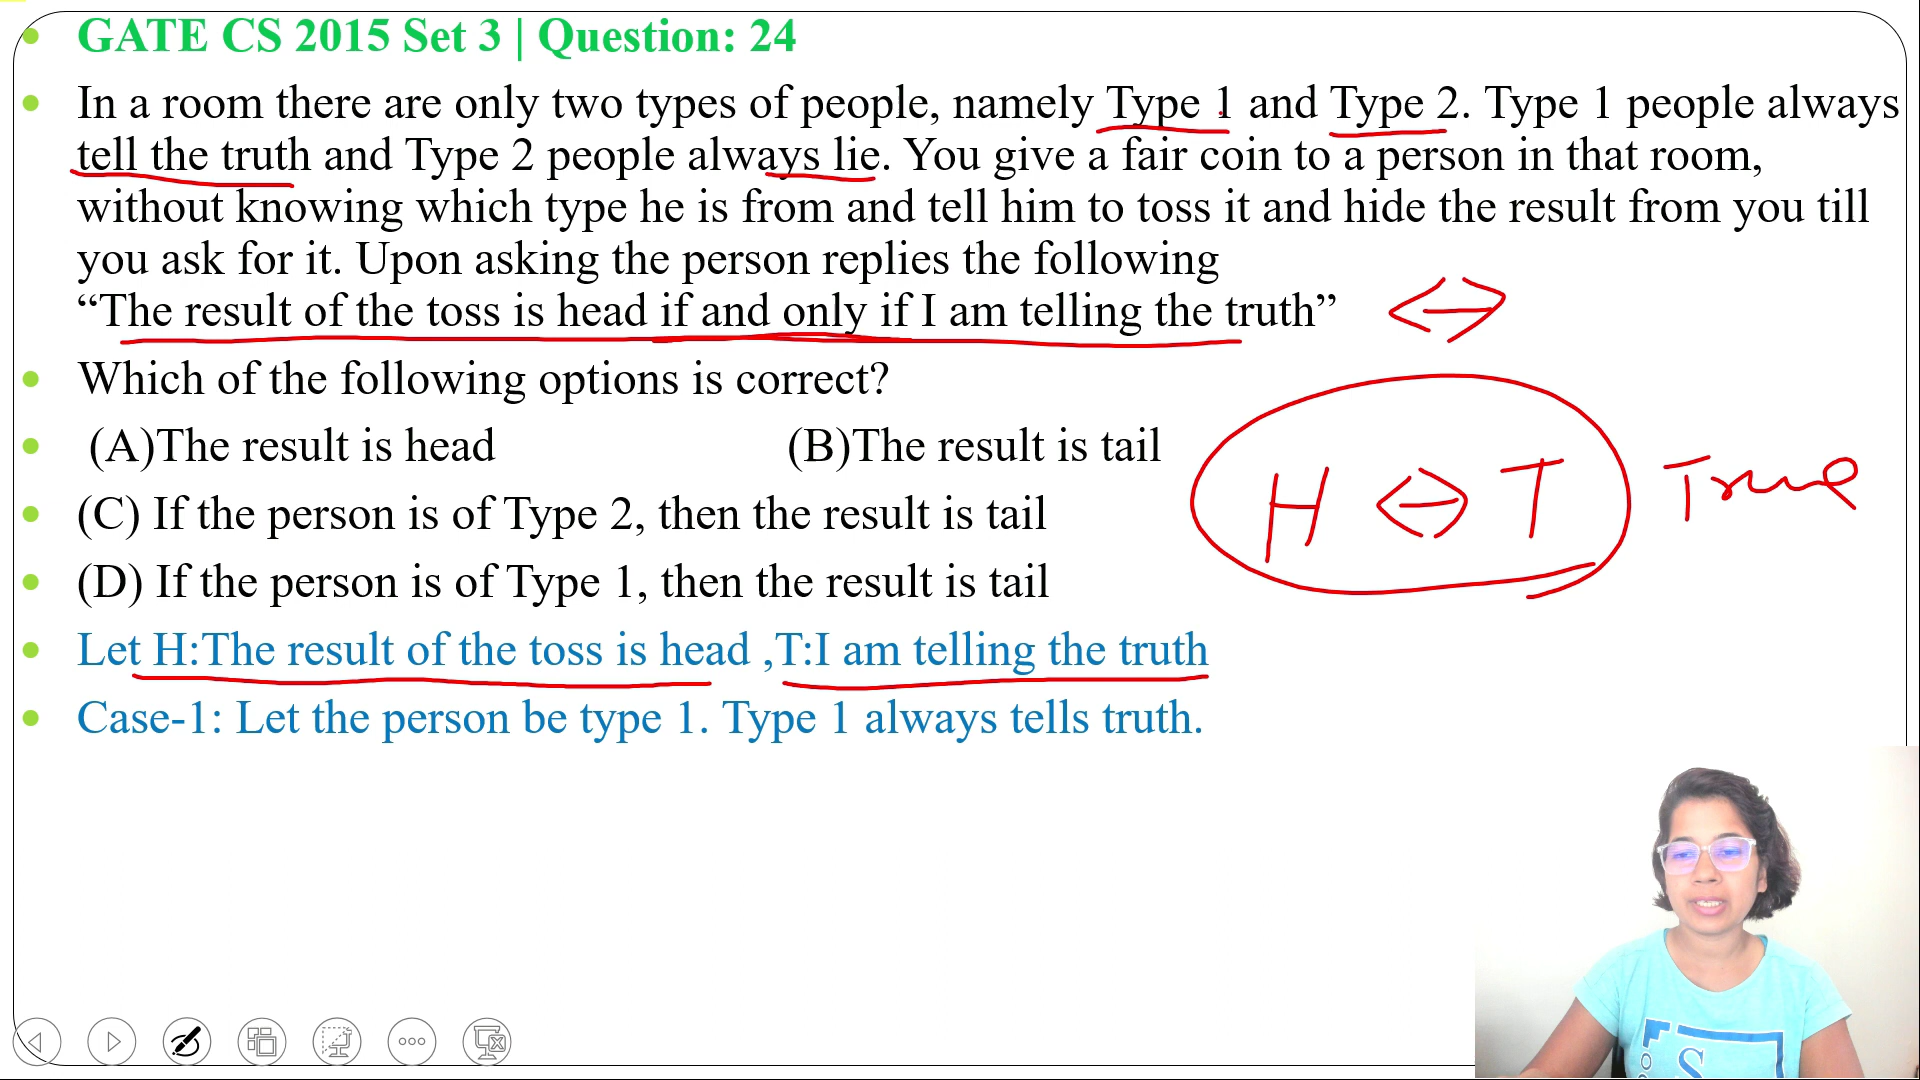 GATE CS 2015 Set 3 | Question: 24
In a room there are only two types of people, namely Type 1 and Type 2. Type 1 people always
tell the truth and Type 2 people always lie. You give a fair coin to a person in that room,
without knowing which type he is from and tell him to toss it and hide the result from you till
you ask for it. Upon asking the person replies the following
“The result of the toss is head if and only if I am telling the truth” <->
Which of the following options is correct?
(A)The result is head (B)The result is tail
H <-> T True
(C) If the person is of Type 2, then the result is tail
(D) If the person is of Type 1, then the result is tail
Let H:The result of the toss is head ,T:I am telling the truth
Case-1: Let the person be type 1. Type 1 always tells truth.
S